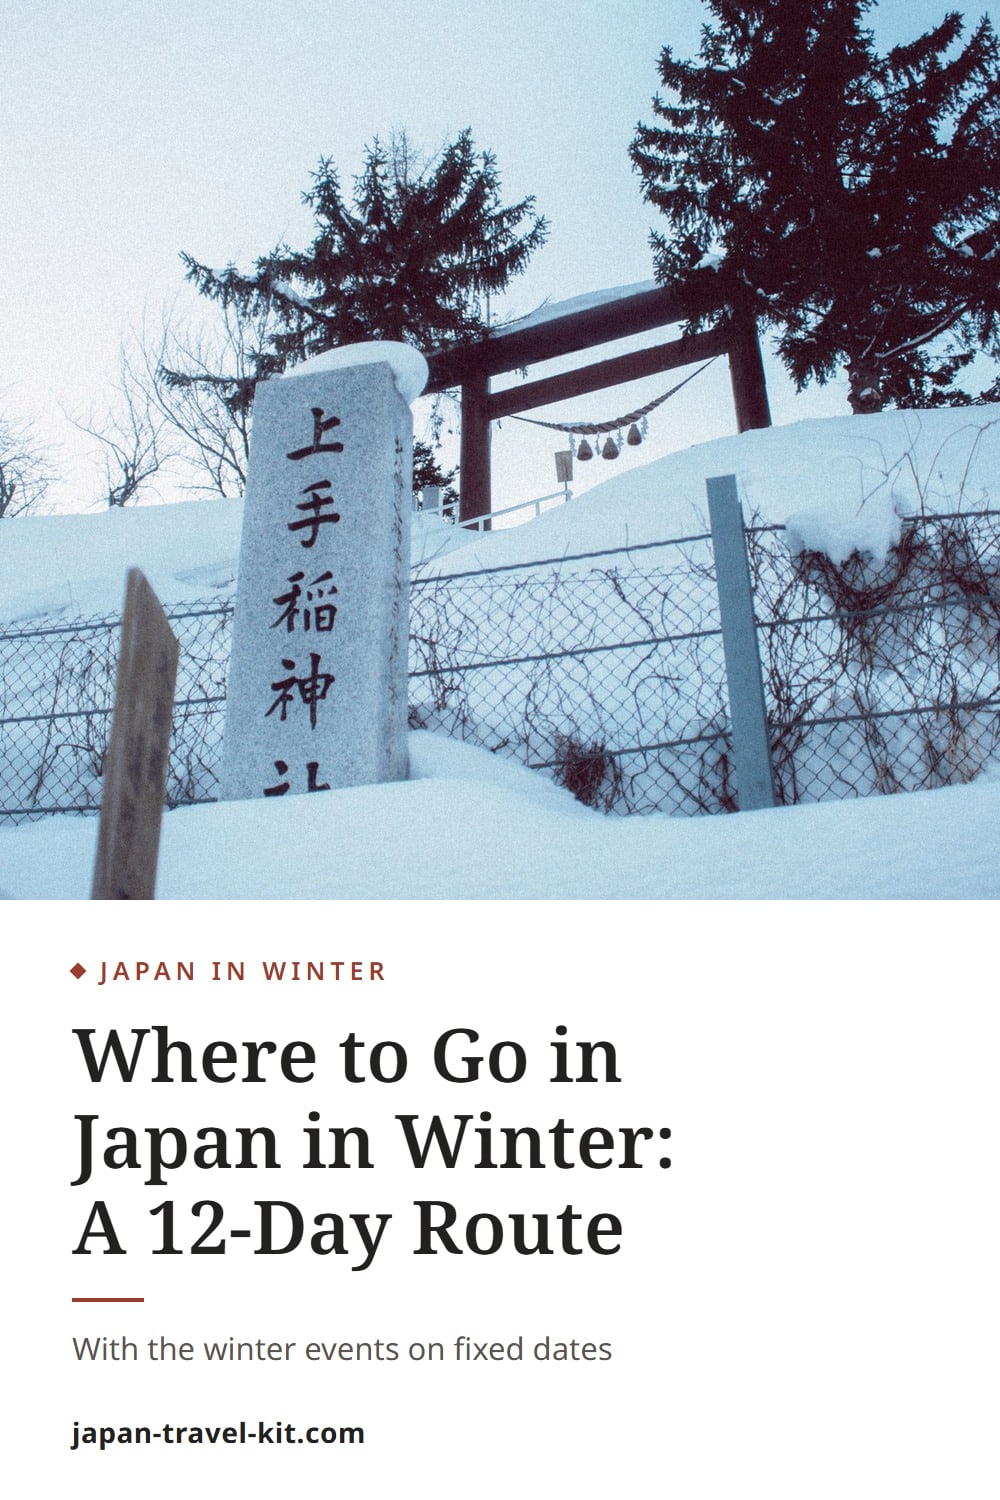 上手稲神社
JAPAN IN WINTER
Where to Go in
Japan in Winter:
A 12-Day Route
With the winter events on fixed dates
japan-travel-kit.com